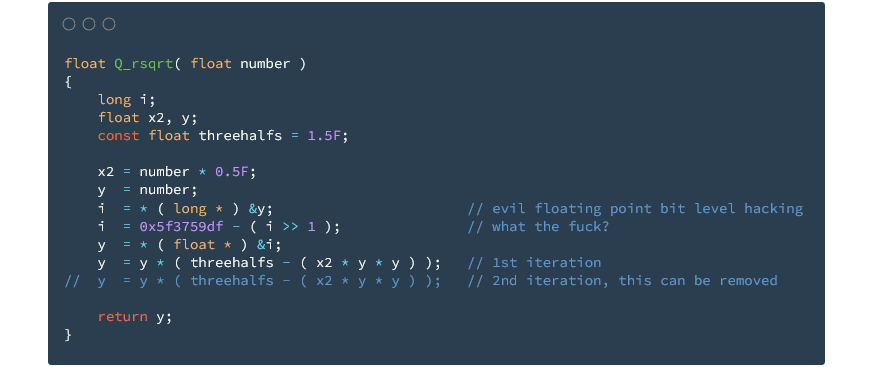 float Q_rsqrt( float number )
{
    long i;
    float x2, y;
    const float threehalfs = 1.5F;

    x2 = number * 0.5F;
    y  = number;
    i  = * ( long * ) &y;                       // evil floating point bit level hacking
    i  = 0x5f3759df - ( i >> 1 );               // what the fuck?
    y  = * ( float * ) &i;
    y  = y * ( threehalfs - ( x2 * y * y ) );   // 1st iteration
//  y  = y * ( threehalfs - ( x2 * y * y ) );   // 2nd iteration, this can be removed

    return y;
}